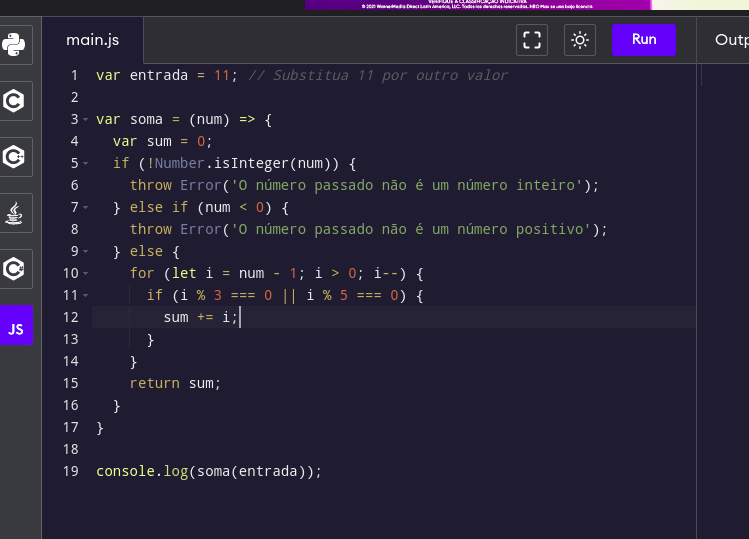 VERIFIQUE A CLASSIFICAÇÃO INDICATIVA
© 2021 WarnerMedia Direct Latin America, LLC. Todos los derechos reservados. HBO Max se usa bajo licencia
main.js
Run
Outp
1 var entrada = 11; // Substitua 11 por outro valor
2
3 var soma = (num) => {
4 var sum = 0;
5 if (!Number.isInteger(num)) {
6 throw Error('O número passado não é um número inteiro');
7 } else if (num < 0) {
8 throw Error('O número passado não é um número positivo');
9 } else {
10 for (let i = num - 1; i > 0; i--) {
11 if (i % 3 === 0 || i % 5 === 0) {
12 sum += i;
13 }
14 }
15 return sum;
16 }
17 }
18
19 console.log(soma(entrada));
JS